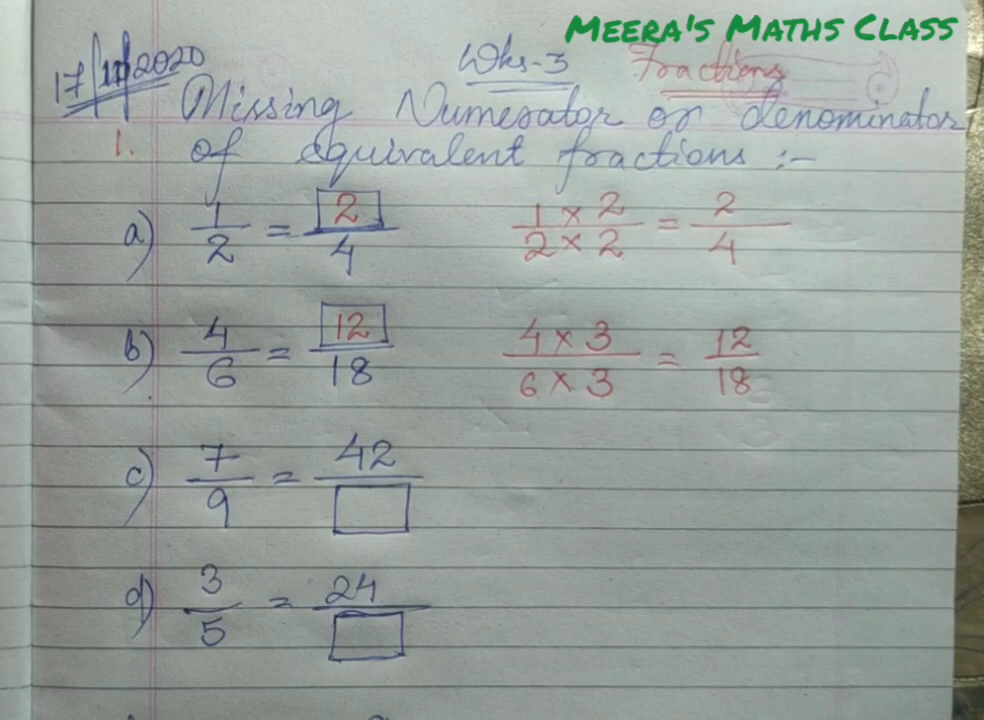 MEERA'S MATHS CLASS
17/11/2020 Wks-3 Fractions
Missing Numerator or denominator
1. of equivalent fractions :-
a) 1/2 = 2/4 1 × 2/2 × 2 = 2/4
b) 4/6 = 12/18 4 × 3/6 × 3 = 12/18
c) 7/9 = 42/☐
d) 3/5 = 24/☐